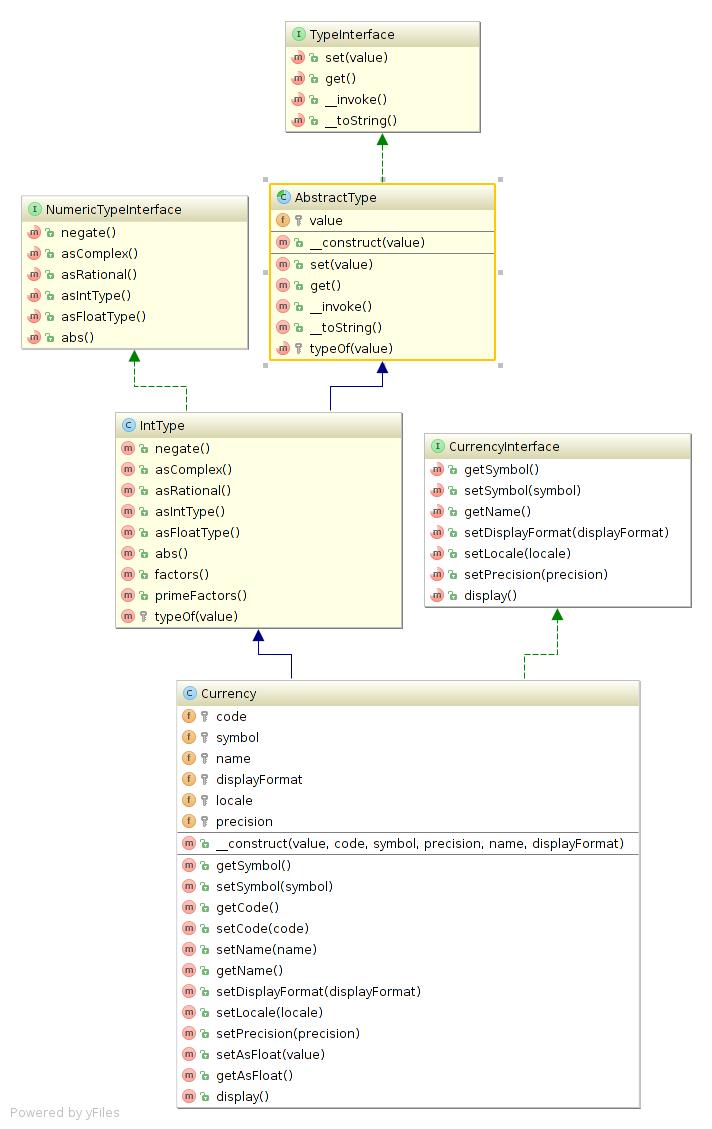 TypeInterface
set(value)
get()
__invoke()
__toString()
NumericTypeInterface
negate()
asComplex()
asRational()
asIntType()
asFloatType()
abs()
AbstractType
value
__construct(value)
set(value)
get()
__invoke()
__toString()
typeOf(value)
IntType
negate()
asComplex()
asRational()
asIntType()
asFloatType()
abs()
factors()
primeFactors()
typeOf(value)
CurrencyInterface
getSymbol()
setSymbol(symbol)
getName()
setDisplayFormat(displayFormat)
setLocale(locale)
setPrecision(precision)
display()
Currency
code
symbol
name
displayFormat
locale
precision
__construct(value, code, symbol, precision, name, displayFormat)
getSymbol()
setSymbol(symbol)
getCode()
setCode(code)
setName(name)
getName()
setDisplayFormat(displayFormat)
setLocale(locale)
setPrecision(precision)
setAsFloat(value)
getAsFloat()
display()
Powered by yFiles